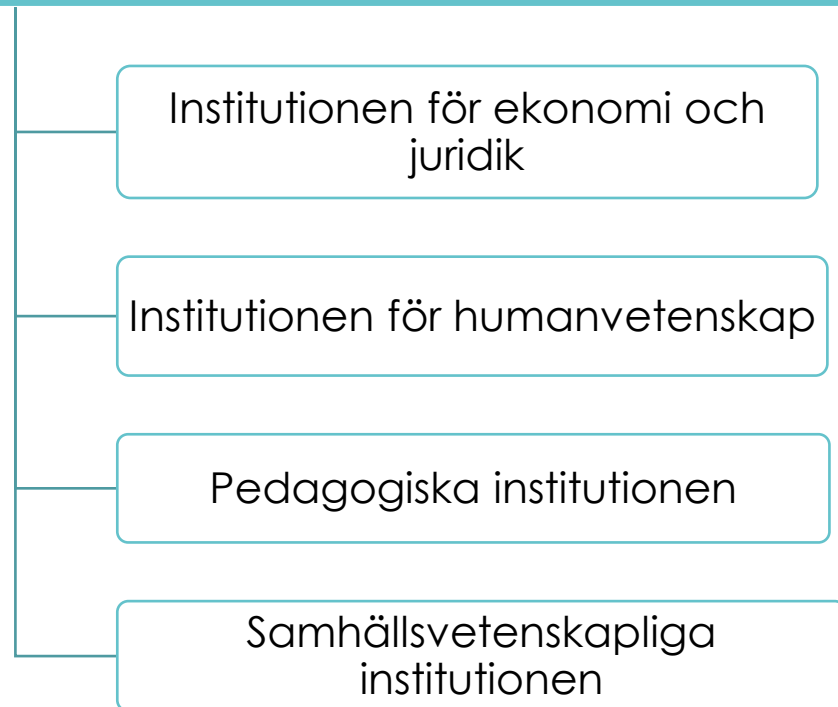 Institutionen för ekonomi och
juridik
Institutionen för humanvetenskap
Pedagogiska institutionen
Samhällsvetenskapliga
institutionen